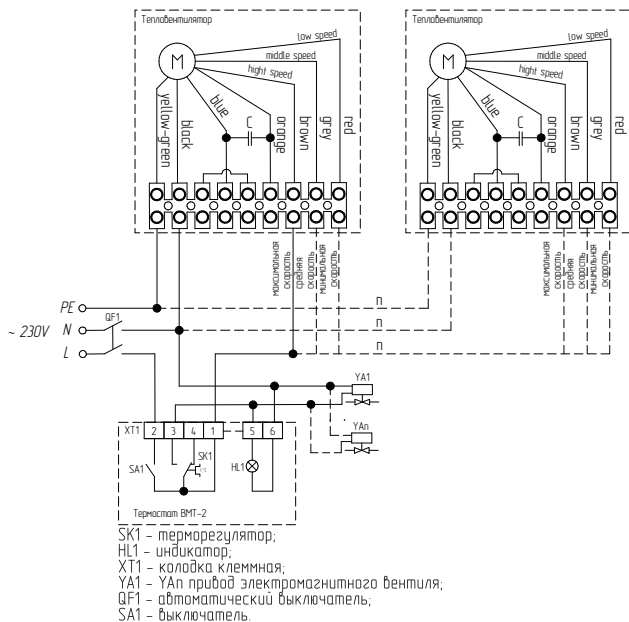 Тепловентилятор
Тепловентилятор
M
M
low speed
middle speed
hight speed
low speed
middle speed
hight speed
yellow-green
black
blue
C
orange
brown
grey
red
yellow-green
black
blue
C
orange
brown
grey
red
максимальная
скорость
средняя
скорость
минимальная
скорость
максимальная
скорость
средняя
скорость
минимальная
скорость
PE
n
~ 230V
N
QF1
n
L
n
YA1
YAn
XT1
2
3
4
1
5
6
SA1
SK1
t°C
HL1
Термостат BMT-2
SK1 - терморегулятор;
HL1 - индикатор;
XT1 - колодка клеммная;
YA1 - YAn привод электромагнитного вентиля;
QF1 - автоматический выключатель;
SA1 - выключатель.